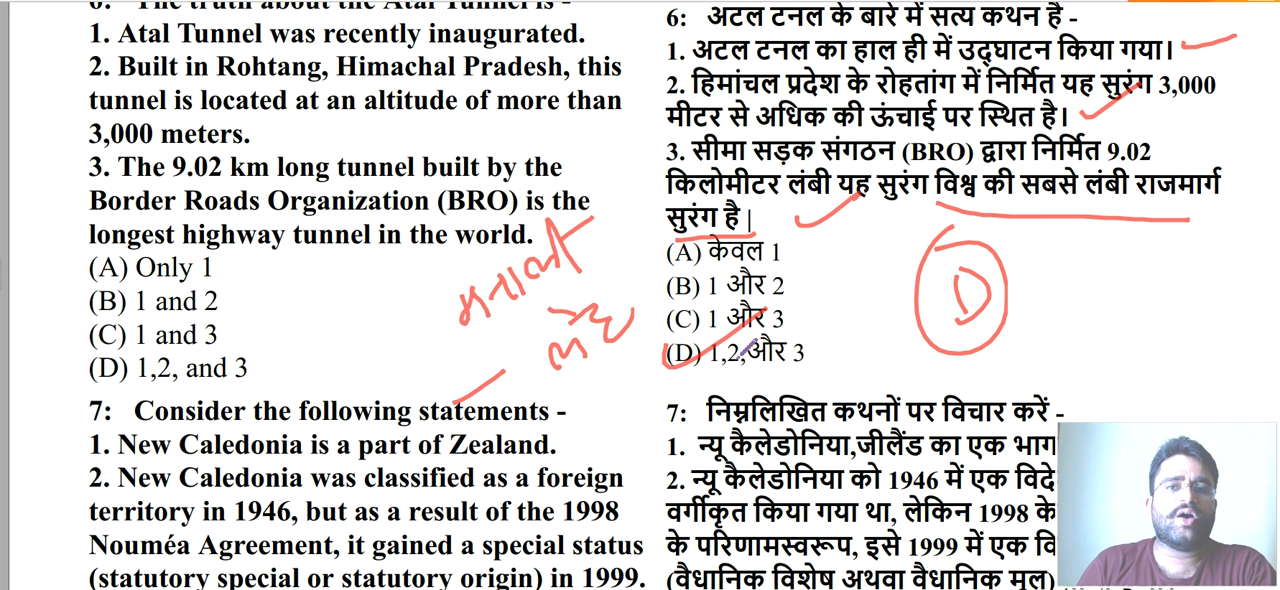 6: The truth about the Atal Tunnel is -
1. Atal Tunnel was recently inaugurated.
2. Built in Rohtang, Himachal Pradesh, this
tunnel is located at an altitude of more than
3,000 meters.
3. The 9.02 km long tunnel built by the
Border Roads Organization (BRO) is the
longest highway tunnel in the world.
(A) Only 1
(B) 1 and 2
(C) 1 and 3
(D) 1,2, and 3
7: Consider the following statements -
1. New Caledonia is a part of Zealand.
2. New Caledonia was classified as a foreign
territory in 1946, but as a result of the 1998
Nouméa Agreement, it gained a special status
(statutory special or statutory origin) in 1999.
6: अटल टनल के बारे में सत्य कथन है -
1. अटल टनल का हाल ही में उद्घाटन किया गया।
2. हिमांचल प्रदेश के रोहतांग में निर्मित यह सुरंग 3,000
मीटर से अधिक की ऊंचाई पर स्थित है।
3. सीमा सड़क संगठन (BRO) द्वारा निर्मित 9.02
किलोमीटर लंबी यह सुरंग विश्व की सबसे लंबी राजमार्ग
सुरंग है|
(A) केवल 1
(B) 1 और 2
(C) 1 और 3
(D) 1,2,और 3
D
7: निम्नलिखित कथनों पर विचार करें -
1. न्यू कैलेडोनिया,जीलैंड का एक भाग
2. न्यू कैलेडोनिया को 1946 में एक विदे
वर्गीकृत किया गया था, लेकिन 1998 के
के परिणामस्वरूप, इसे 1999 में एक वि
(वैधानिक विशेष अथवा वैधानिक मूल)